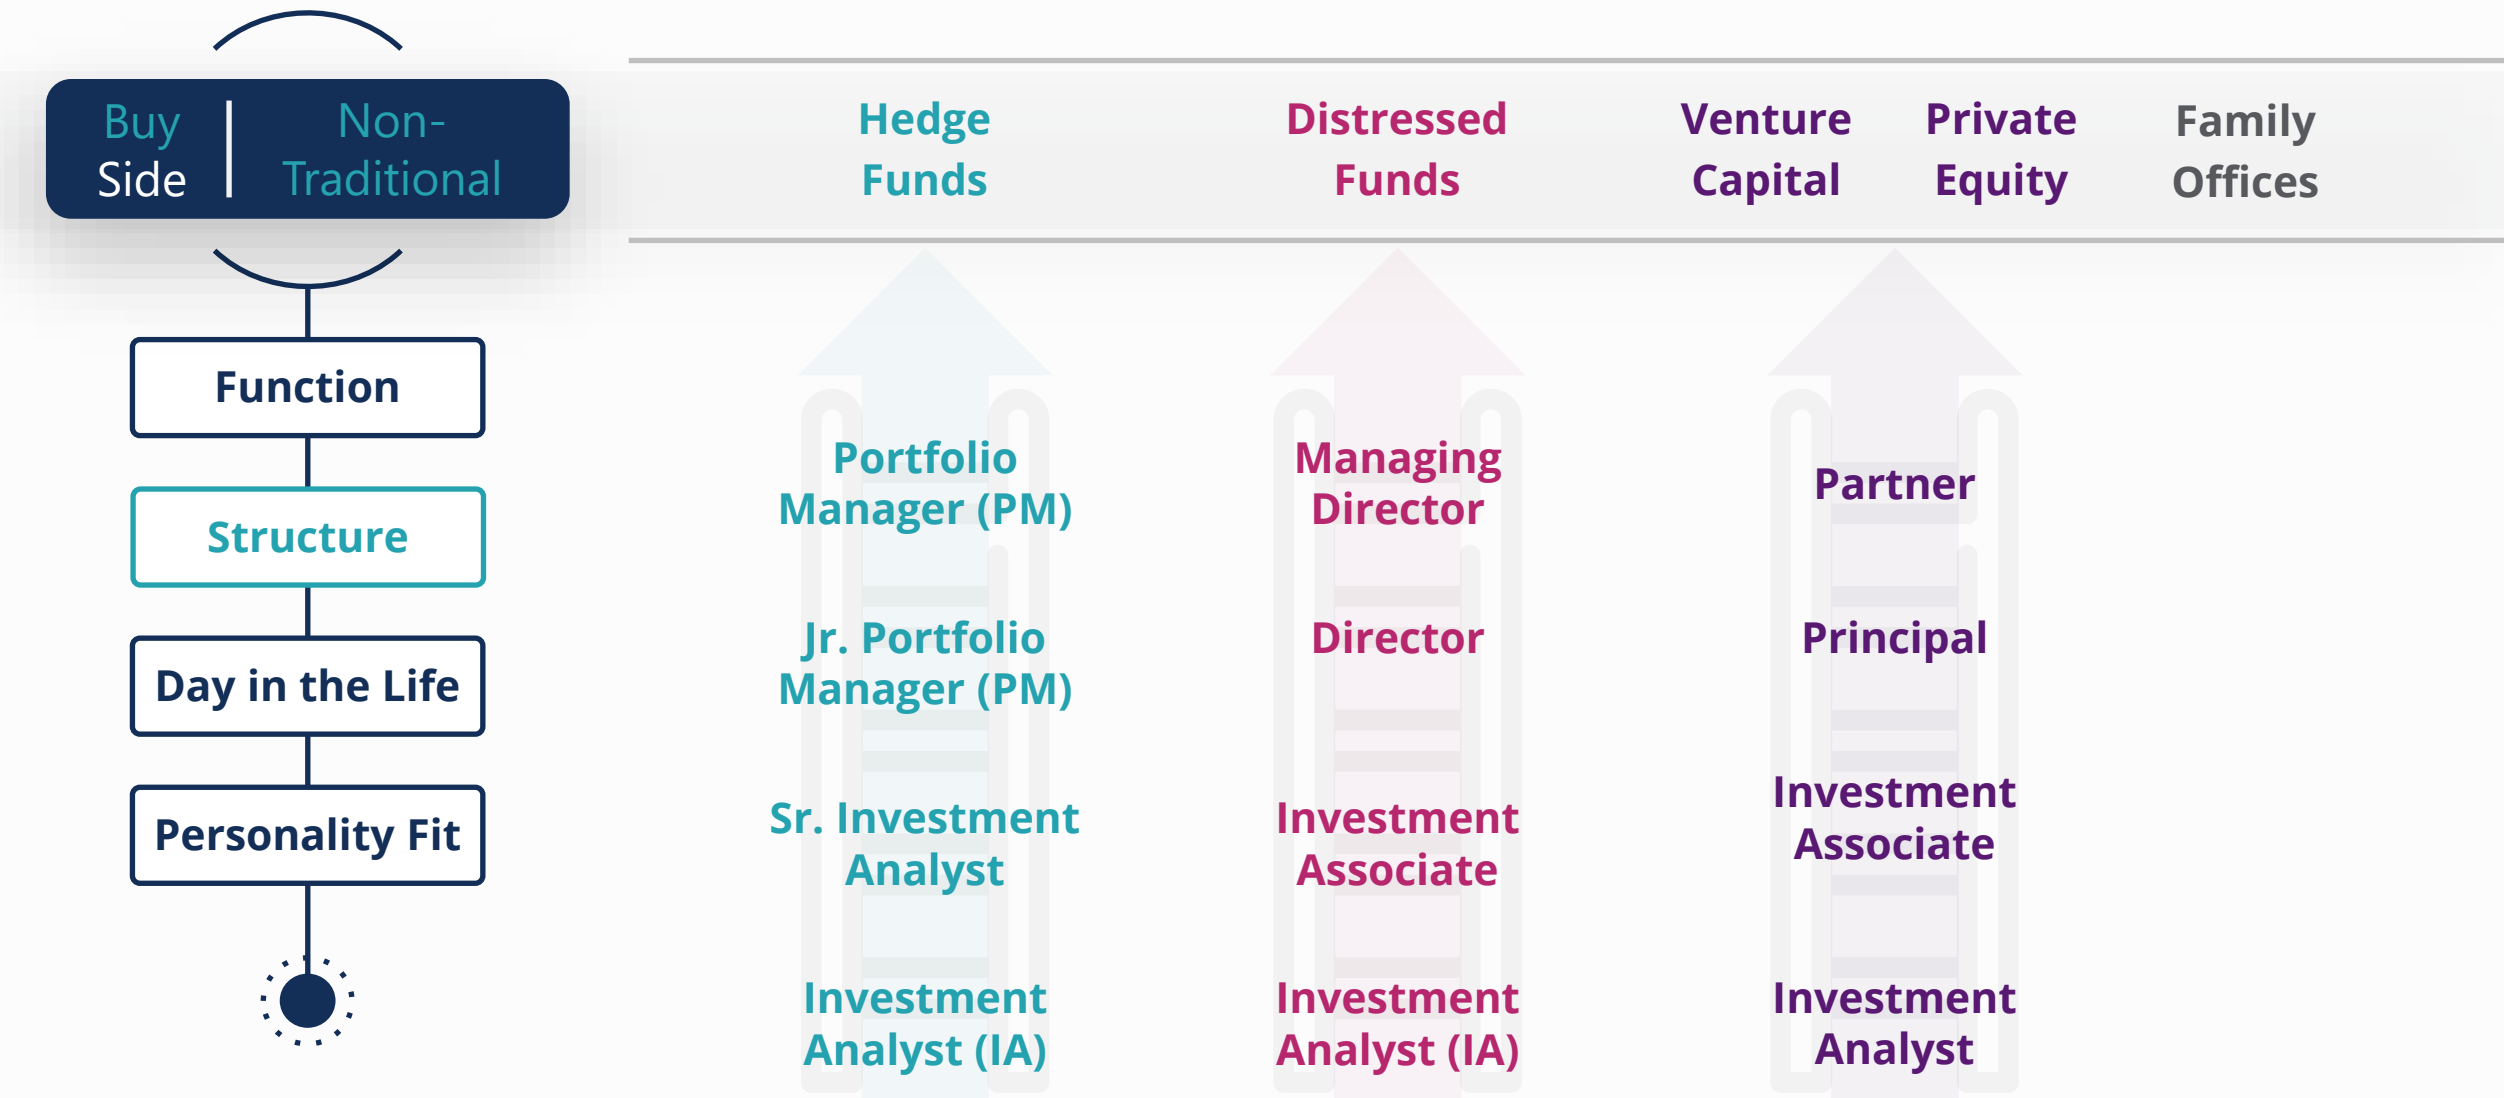 Buy
Side
Non-
Traditional
Function
Structure
Day in the Life
Personality Fit
Hedge
Funds
Distressed
Funds
Venture
Capital
Private
Equity
Family
Offices
Portfolio
Manager (PM)
Jr. Portfolio
Manager (PM)
Sr. Investment
Analyst
Investment
Analyst (IA)
Managing
Director
Director
Investment
Associate
Investment
Analyst (IA)
Partner
Principal
Investment
Associate
Investment
Analyst